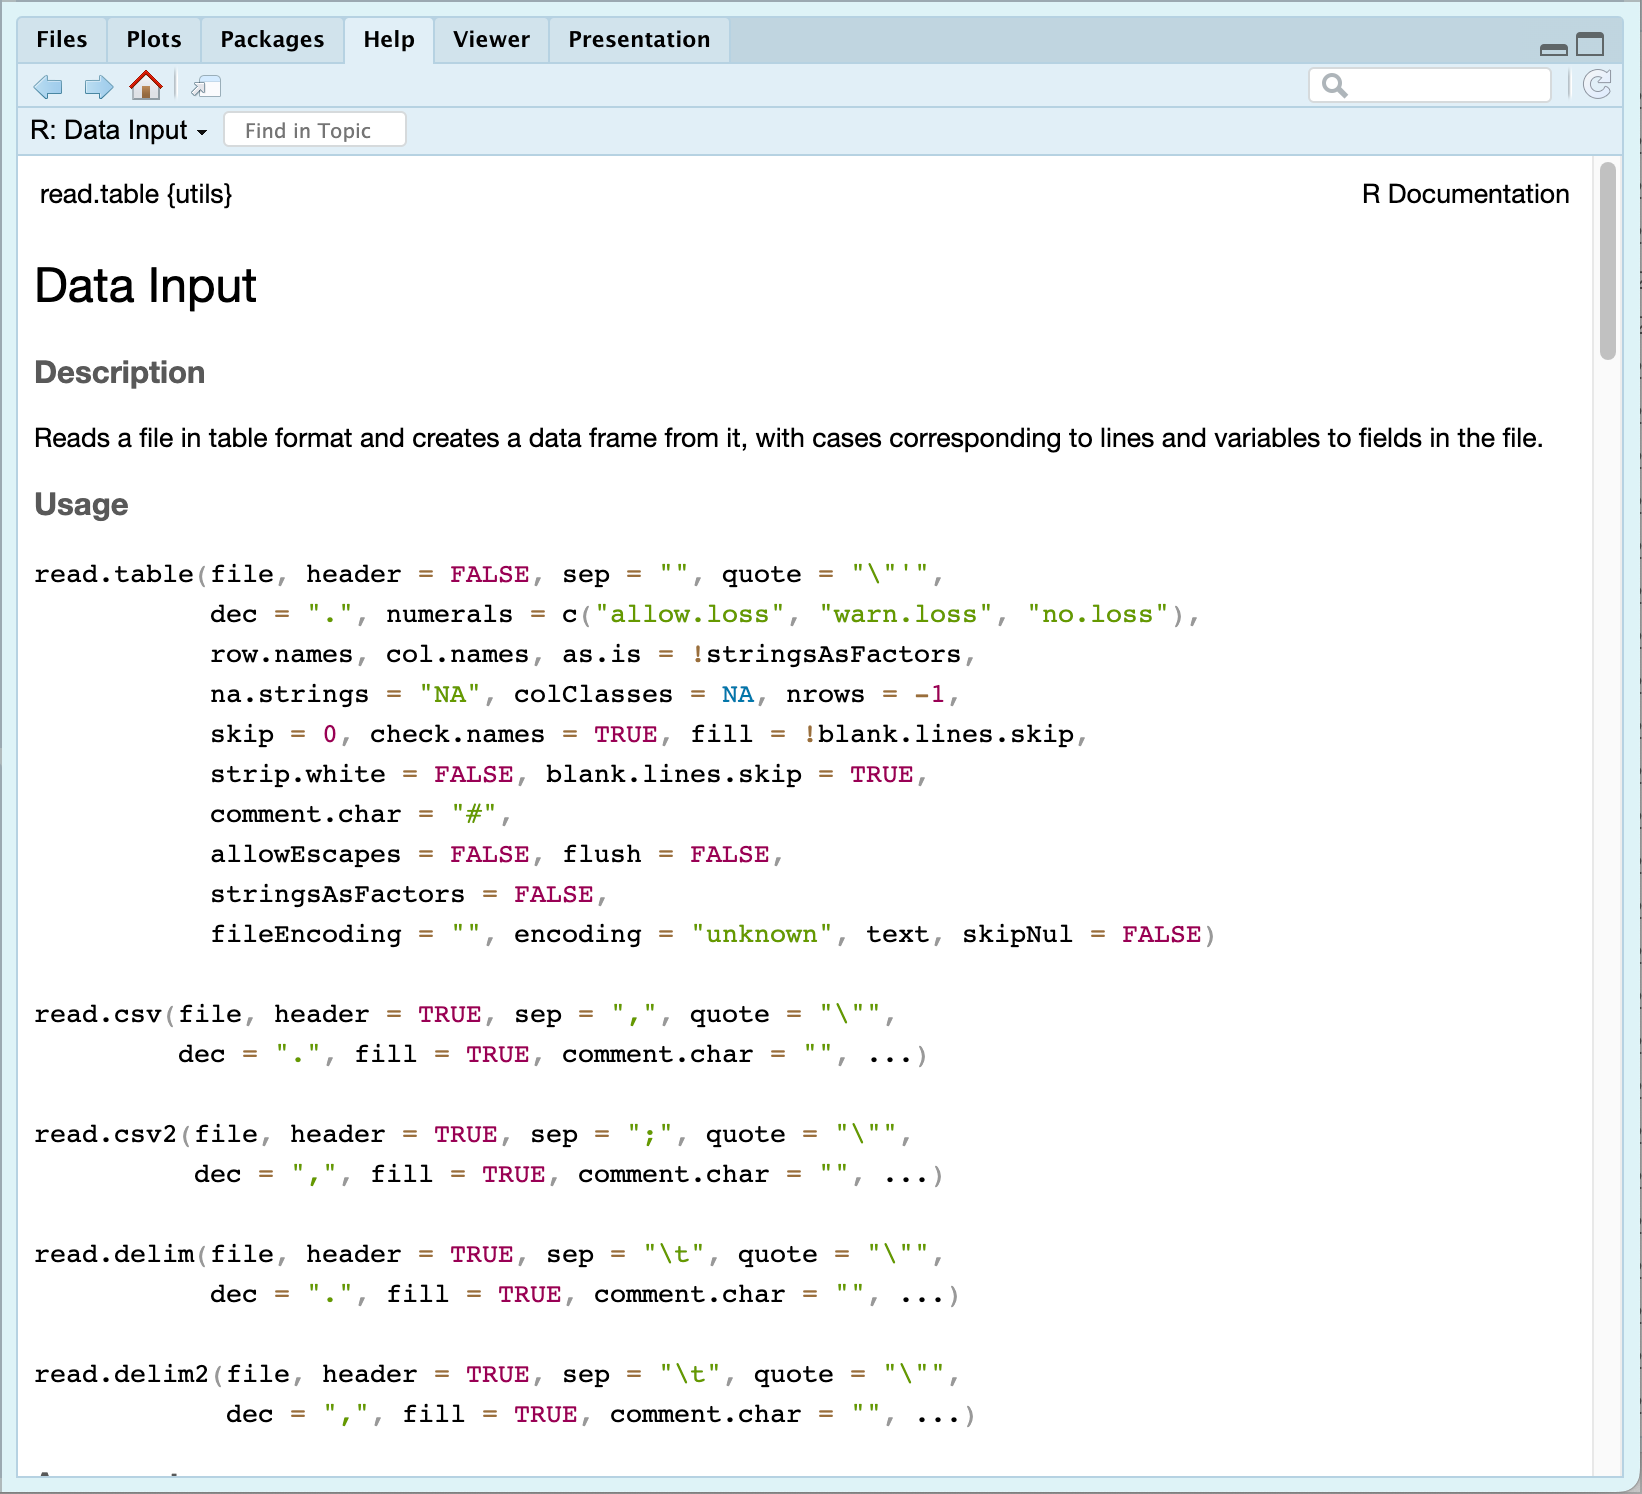 Files Plots Packages Help Viewer Presentation
R: Data Input Find in Topic
read.table {utils} R Documentation
Data Input
Description
Reads a file in table format and creates a data frame from it, with cases corresponding to lines and variables to fields in the file.
Usage
read.table(file, header = FALSE, sep = "", quote = "\"'",
           dec = ".", numerals = c("allow.loss", "warn.loss", "no.loss"),
           row.names, col.names, as.is = !stringsAsFactors,
           na.strings = "NA", colClasses = NA, nrows = -1,
           skip = 0, check.names = TRUE, fill = !blank.lines.skip,
           strip.white = FALSE, blank.lines.skip = TRUE,
           comment.char = "#",
           allowEscapes = FALSE, flush = FALSE,
           stringsAsFactors = FALSE,
           fileEncoding = "", encoding = "unknown", text, skipNul = FALSE)
read.csv(file, header = TRUE, sep = ",", quote = "\"",
         dec = ".", fill = TRUE, comment.char = "", ...)
read.csv2(file, header = TRUE, sep = ";", quote = "\"",
          dec = ",", fill = TRUE, comment.char = "", ...)
read.delim(file, header = TRUE, sep = "\t", quote = "\"",
           dec = ".", fill = TRUE, comment.char = "", ...)
read.delim2(file, header = TRUE, sep = "\t", quote = "\"",
            dec = ",", fill = TRUE, comment.char = "", ...)